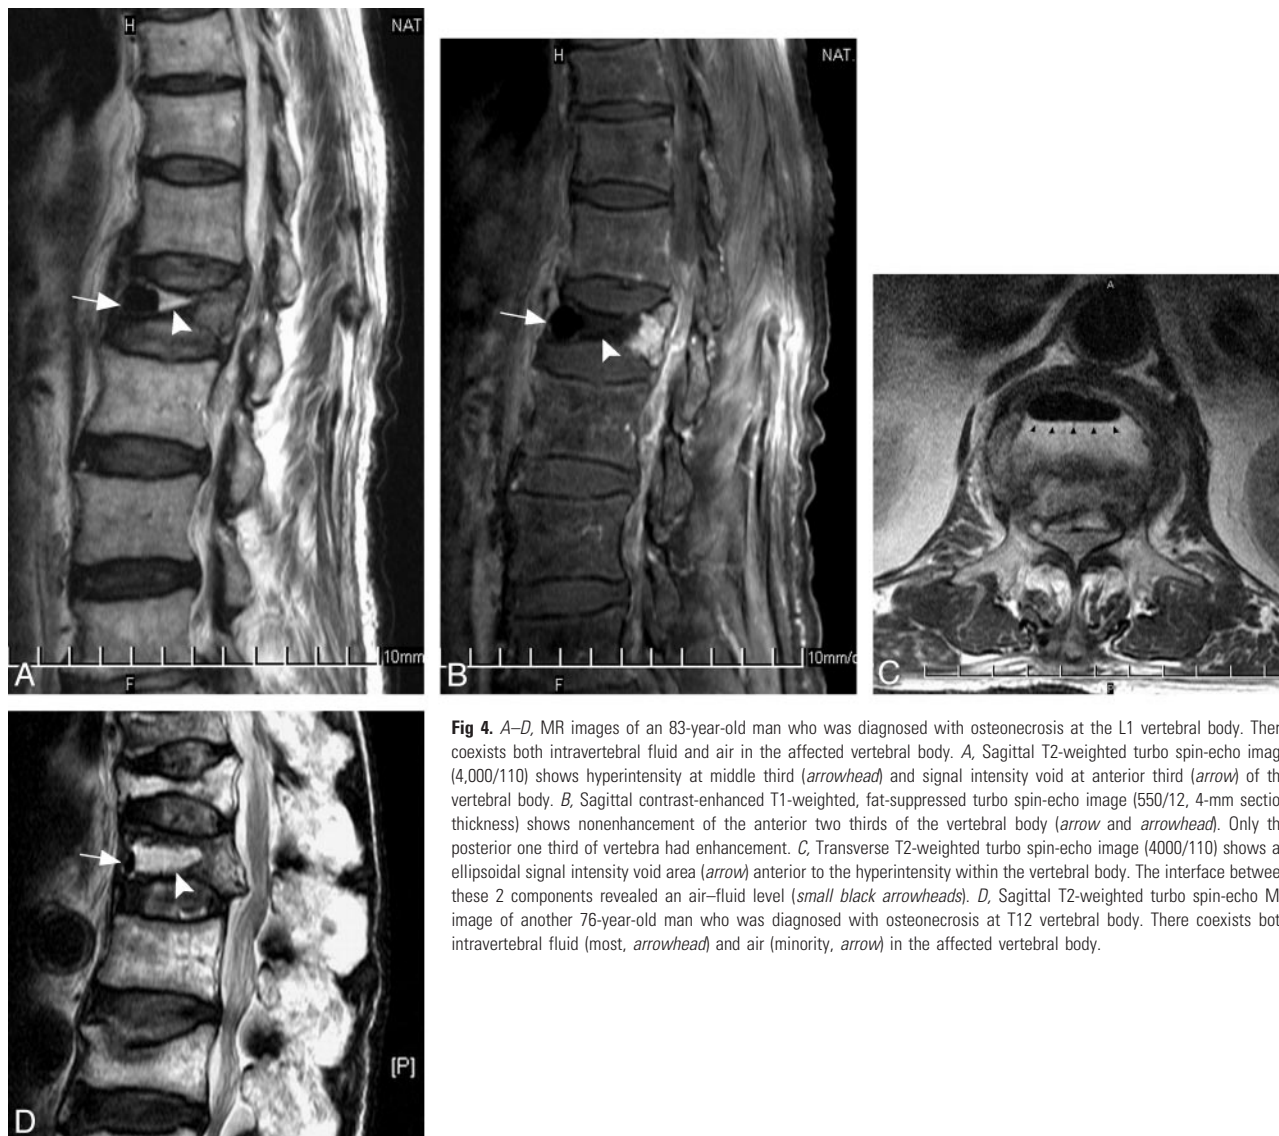 H
NAT
10mm
A
F
H
NAT.
10mm/c
B
F
A
C
P
[P]
D
Fig 4. A–D, MR images of an 83-year-old man who was diagnosed with osteonecrosis at the L1 vertebral body. Ther
coexists both intravertebral fluid and air in the affected vertebral body. A, Sagittal T2-weighted turbo spin-echo imag
(4,000/110) shows hyperintensity at middle third (arrowhead) and signal intensity void at anterior third (arrow) of th
vertebral body. B, Sagittal contrast-enhanced T1-weighted, fat-suppressed turbo spin-echo image (550/12, 4-mm sectio
thickness) shows nonenhancement of the anterior two thirds of the vertebral body (arrow and arrowhead). Only th
posterior one third of vertebra had enhancement. C, Transverse T2-weighted turbo spin-echo image (4000/110) shows a
ellipsoidal signal intensity void area (arrow) anterior to the hyperintensity within the vertebral body. The interface betwee
these 2 components revealed an air–fluid level (small black arrowheads). D, Sagittal T2-weighted turbo spin-echo M
image of another 76-year-old man who was diagnosed with osteonecrosis at T12 vertebral body. There coexists bot
intravertebral fluid (most, arrowhead) and air (minority, arrow) in the affected vertebral body.